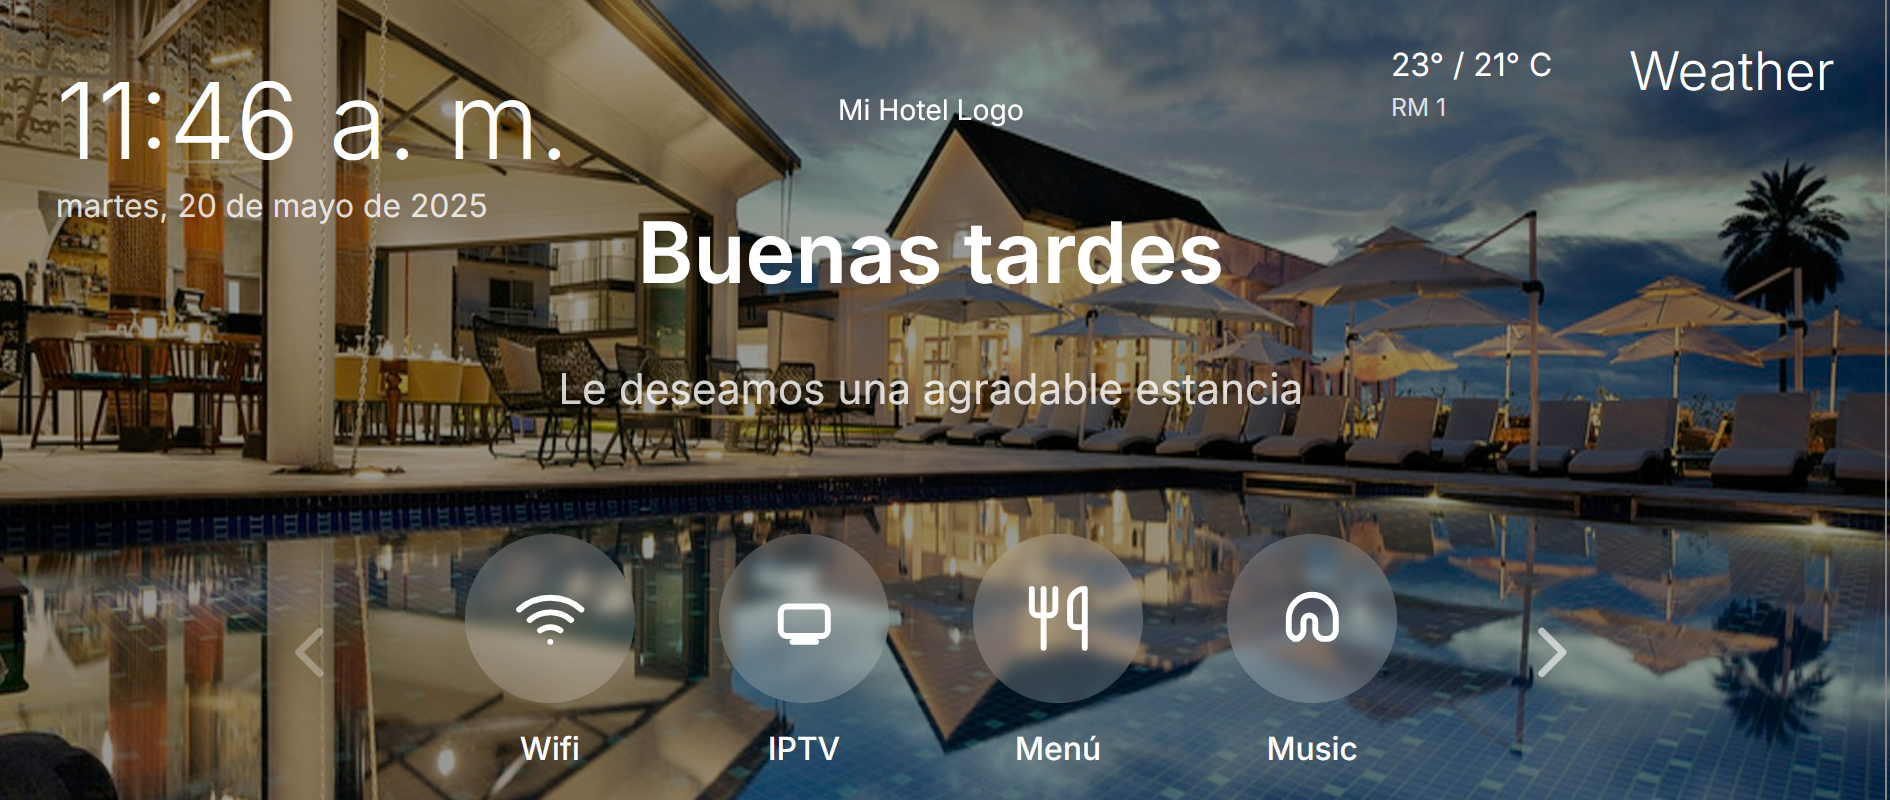 11:46 a. m.
martes, 20 de mayo de 2025
Mi Hotel Logo
23° / 21° C
RM 1
Weather
Buenas tardes
Le deseamos una agradable estancia
Wifi
IPTV
Menú
Music